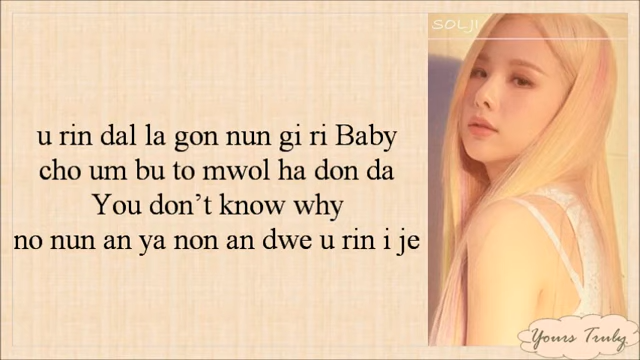 SOLJI
u rin dal la gon nun gi ri Baby
cho um bu to mwol ha don da
You don't know why
no nun an ya non an dwe u rin i je
Yours Truly